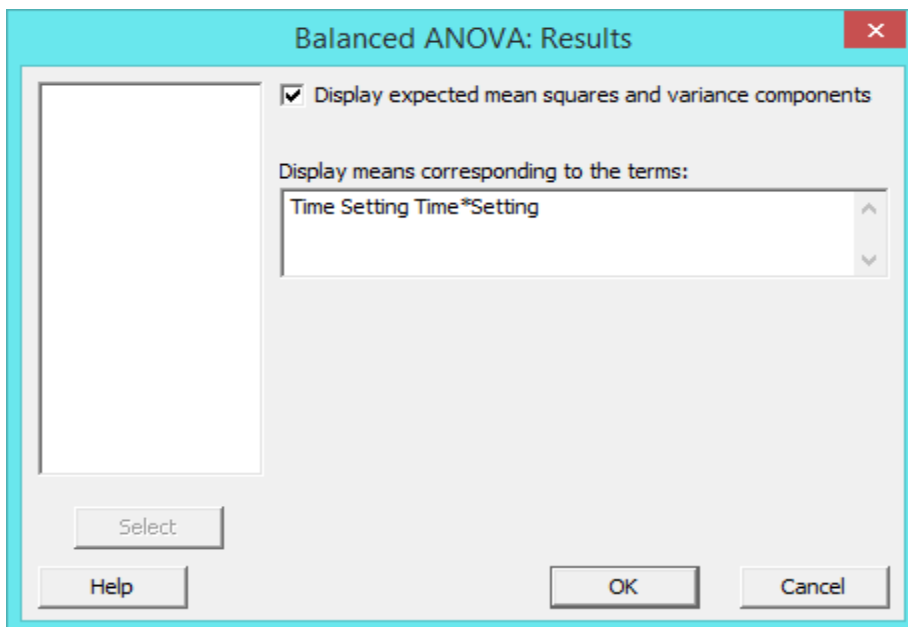 Balanced ANOVA: Results
Display expected mean squares and variance components
Display means corresponding to the terms:
Time Setting Time*Setting
Select
Help
OK
Cancel